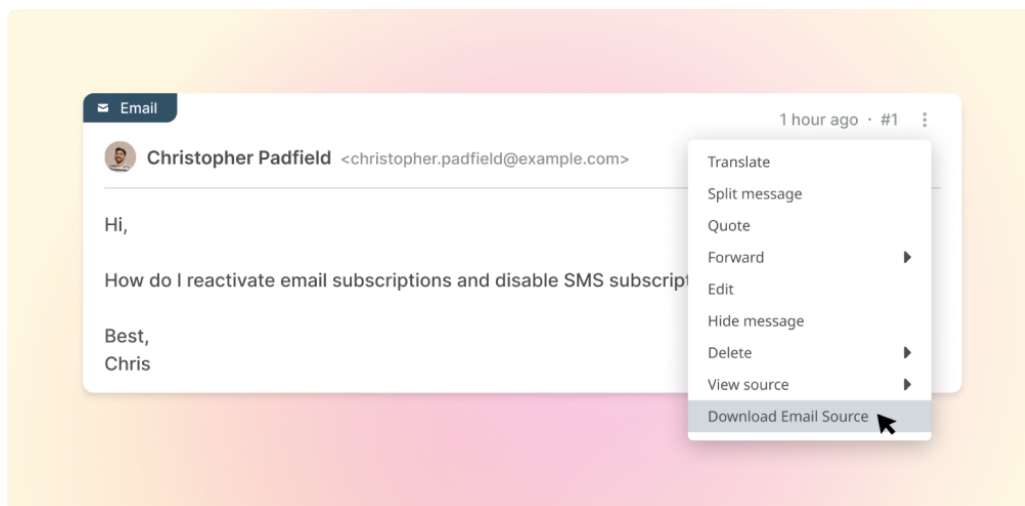 Email
1 hour ago · #1
Christopher Padfield <christopher.padfield@example.com>
Hi,
How do I reactivate email subscriptions and disable SMS
Best,
Chris
Translate
Split message
Quote
Forward
Edit
Hide message
Delete
View source
Download Email Source